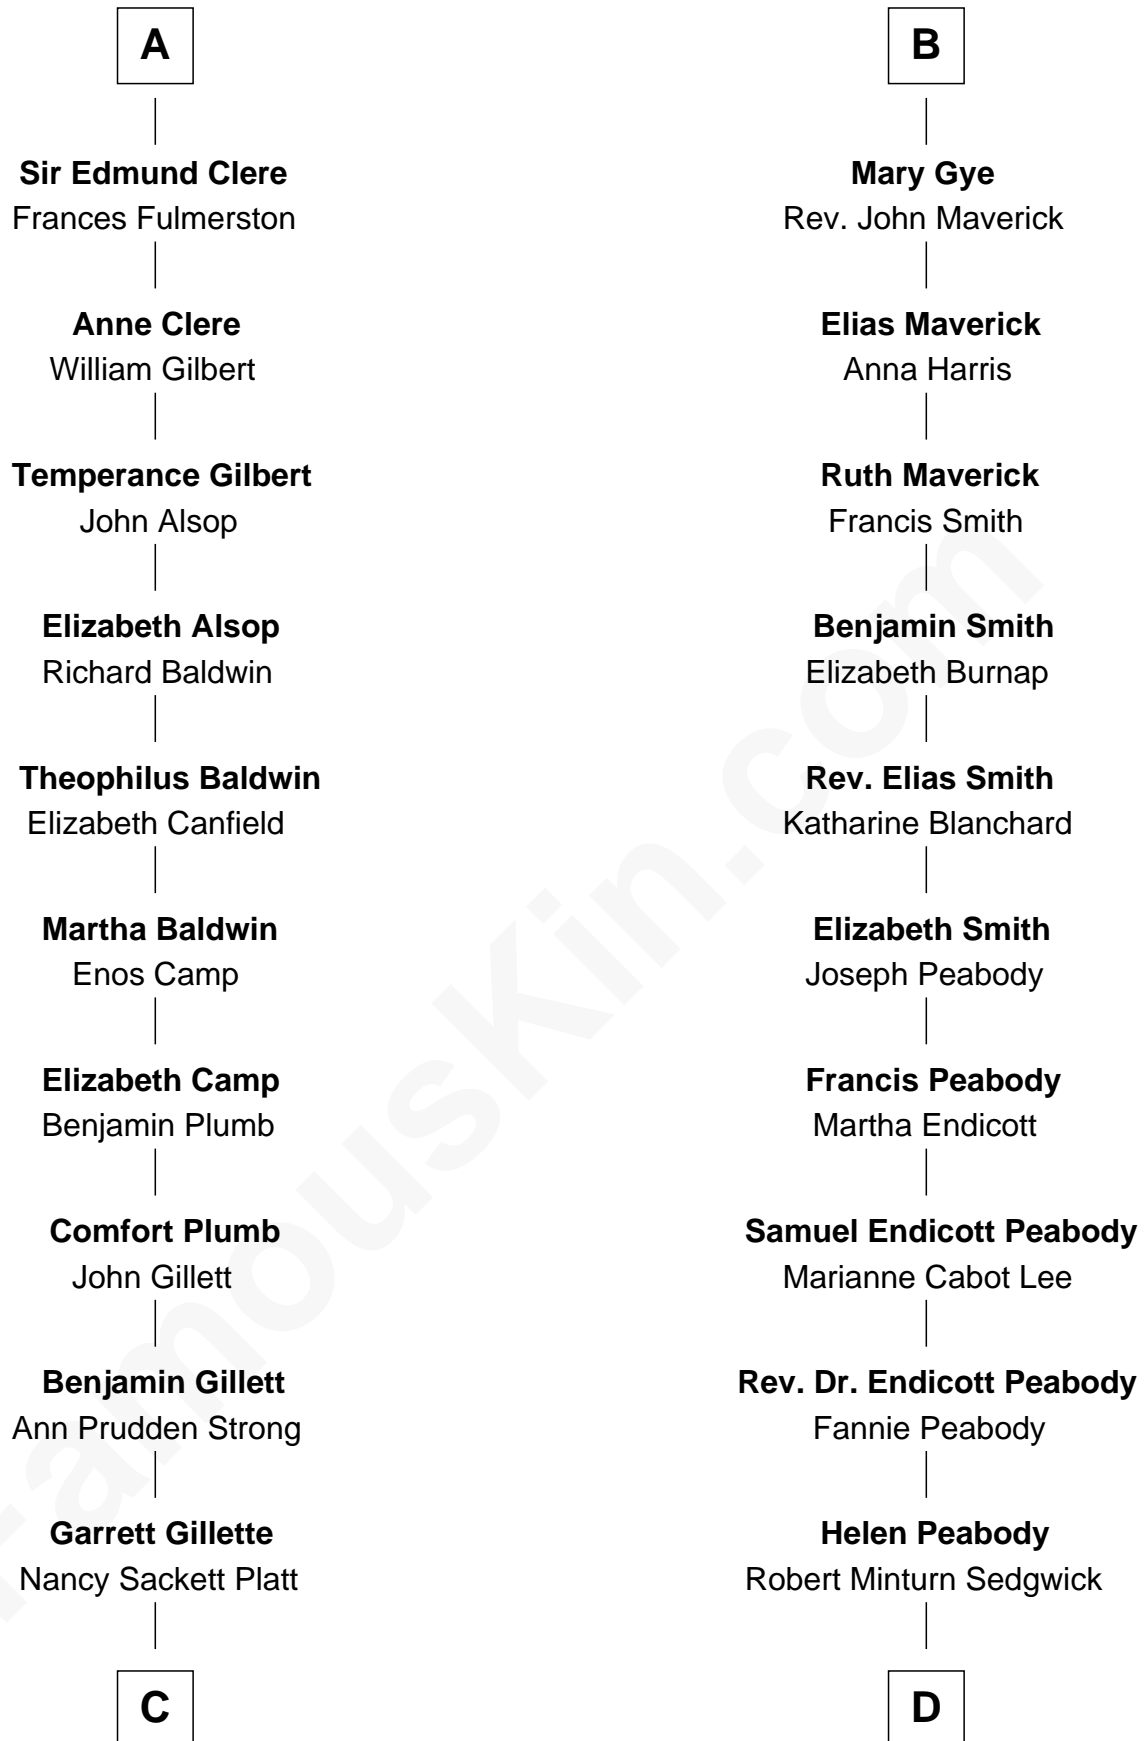 A
Sir Edmund Clere
Frances Fulmerston
Anne Clere
William Gilbert
Temperance Gilbert
John Alsop
Elizabeth Alsop
Richard Baldwin
Theophilus Baldwin
Elizabeth Canfield
Martha Baldwin
Enos Camp
Elizabeth Camp
Benjamin Plumb
Comfort Plumb
John Gillett
Benjamin Gillett
Ann Prudden Strong
Garrett Gillette
Nancy Sackett Platt
C
B
Mary Gye
Rev. John Maverick
Elias Maverick
Anna Harris
Ruth Maverick
Francis Smith
Benjamin Smith
Elizabeth Burnap
Rev. Elias Smith
Katharine Blanchard
Elizabeth Smith
Joseph Peabody
Francis Peabody
Martha Endicott
Samuel Endicott Peabody
Marianne Cabot Lee
Rev. Dr. Endicott Peabody
Fannie Peabody
Helen Peabody
Robert Minturn Sedgwick
D
FamousKin.com